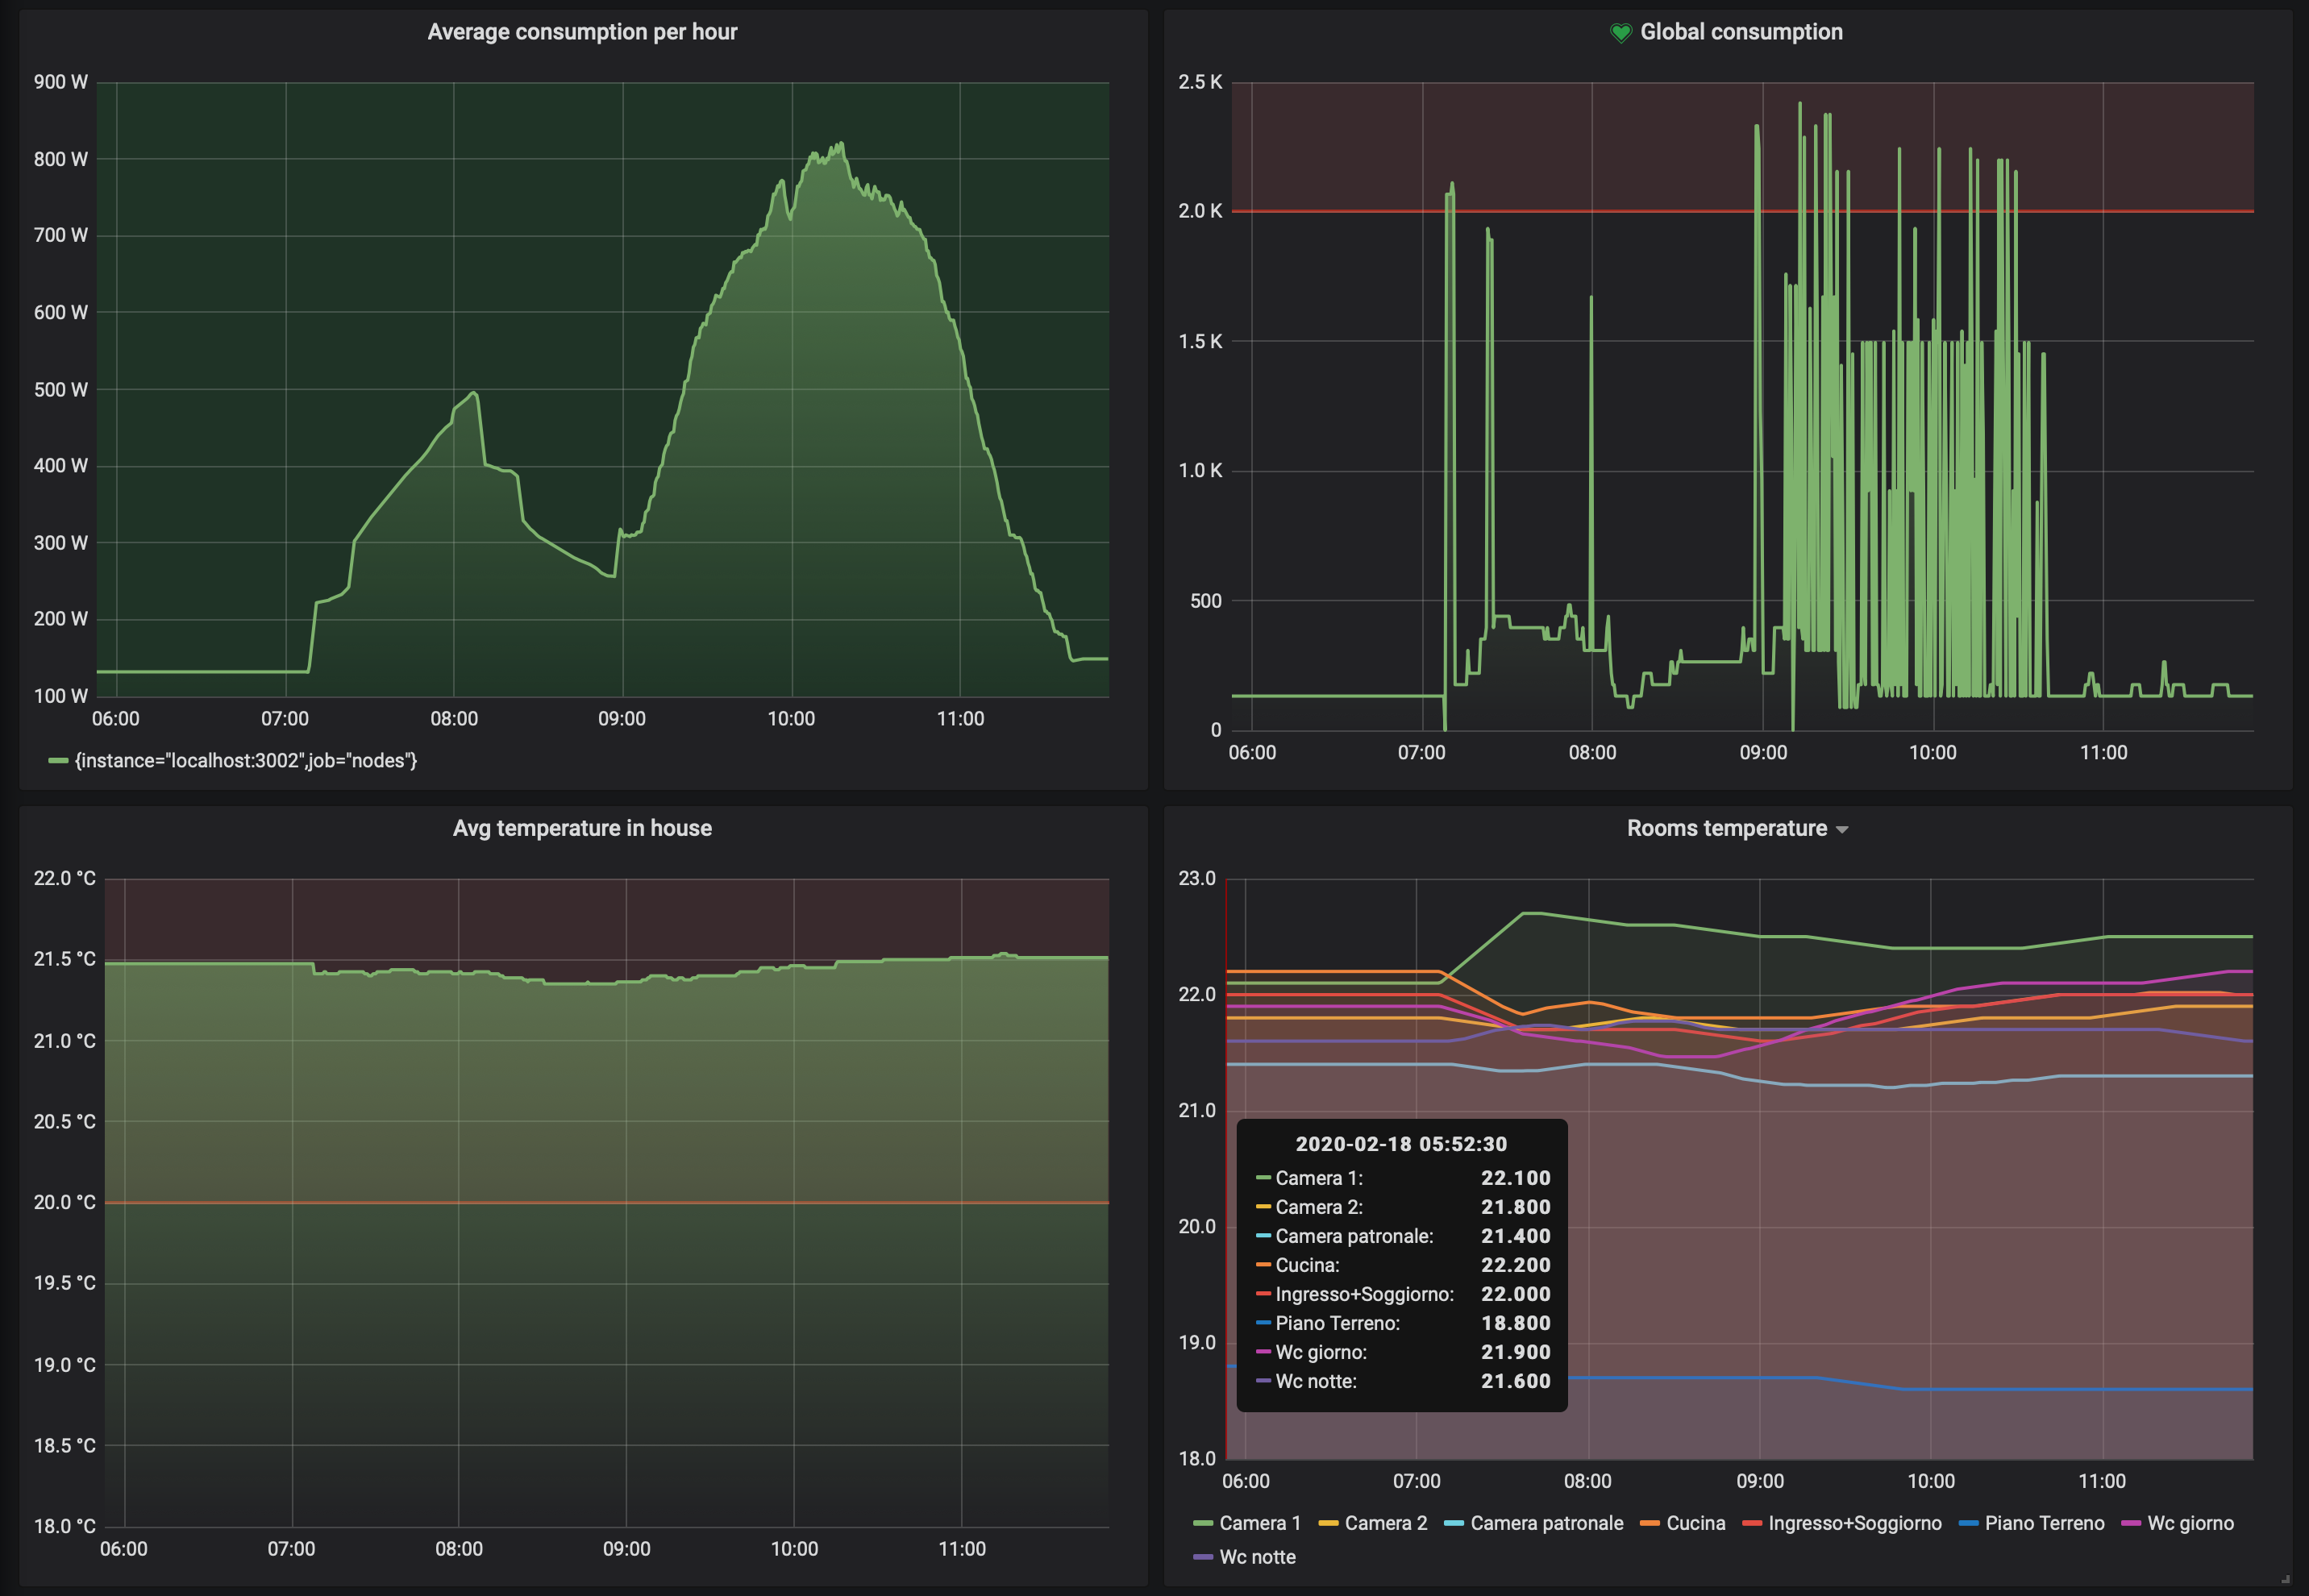 Average consumption per hour
900 W
800 W
700 W
600 W
500 W
400 W
300 W
200 W
100 W
06:00 07:00 08:00 09:00 10:00 11:00
{instance="localhost:3002",job="nodes"}
Global consumption
2.5 K
2.0 K
1.5 K
1.0 K
500
0
06:00 07:00 08:00 09:00 10:00 11:00
Avg temperature in house
22.0 °C
21.5 °C
21.0 °C
20.5 °C
20.0 °C
19.5 °C
19.0 °C
18.5 °C
18.0 °C
06:00 07:00 08:00 09:00 10:00 11:00
Rooms temperature
23.0
22.0
21.0
20.0
19.0
18.0
2020-02-18 05:52:30
Camera 1: 22.100
Camera 2: 21.800
Camera patronale: 21.400
Cucina: 22.200
Ingresso+Soggiorno: 22.000
Piano Terreno: 18.800
Wc giorno: 21.900
Wc notte: 21.600
06:00 07:00 08:00 09:00 10:00 11:00
Camera 1 Camera 2 Camera patronale Cucina Ingresso+Soggiorno Piano Terreno Wc giorno
Wc notte